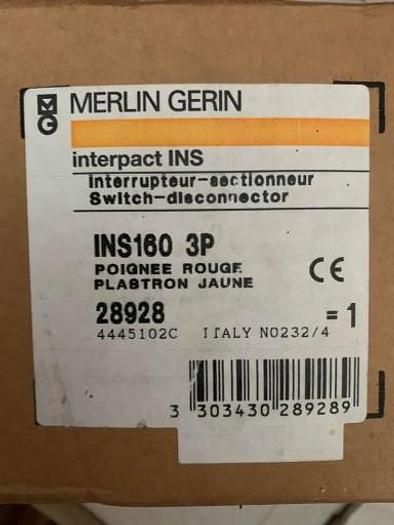 MG MERLIN GERIN
interpact INS
Interrupteur-sectionneur
Switch-disconnector
INS160 3P
POIGNEE ROUGE
PLASTRON JAUNE
CE
28928 = 1
4445102C ITALY N0232/4
3 303430 289289